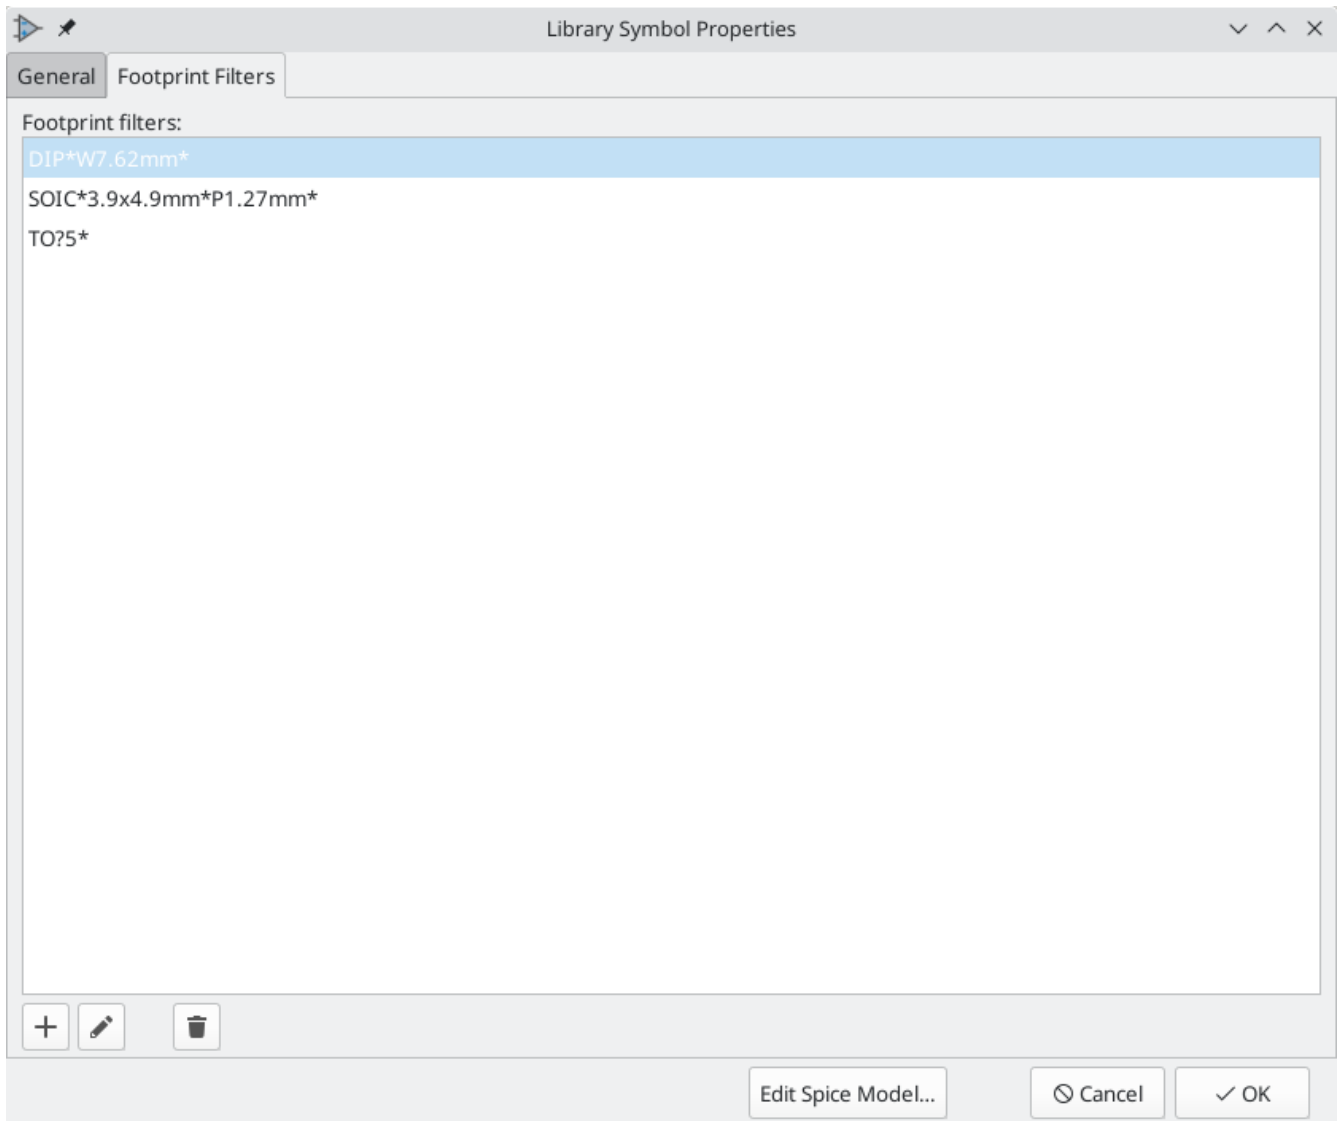 Library Symbol Properties
General Footprint Filters
Footprint filters:
DIP*W7.62mm*
SOIC*3.9x4.9mm*P1.27mm*
TO?5*
Edit Spice Model... Cancel OK